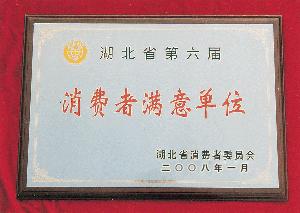 湖北省第六届
消费者满意单位
湖北省消费者委员会
二〇〇八年一月